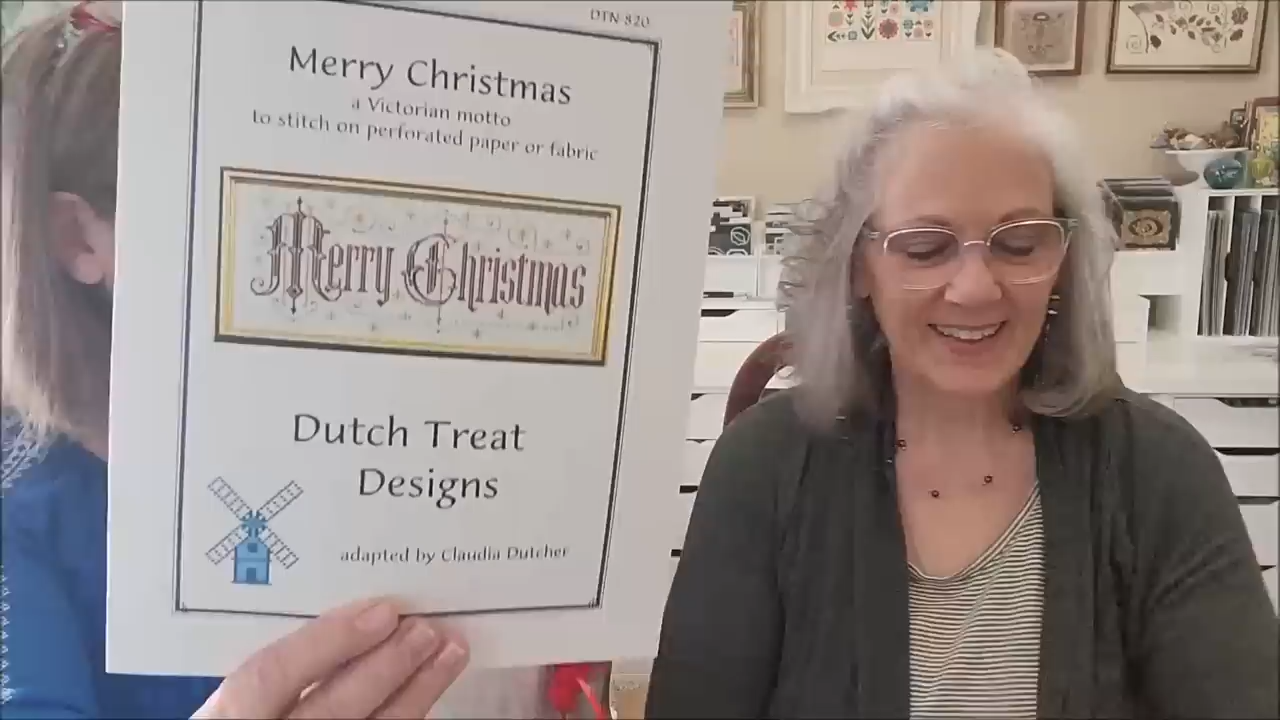 DTN-820
Merry Christmas
a Victorian motto
to stitch on perforated paper or fabric
Merry Christmas
Dutch Treat
Designs
adapted by Claudia Dutcher